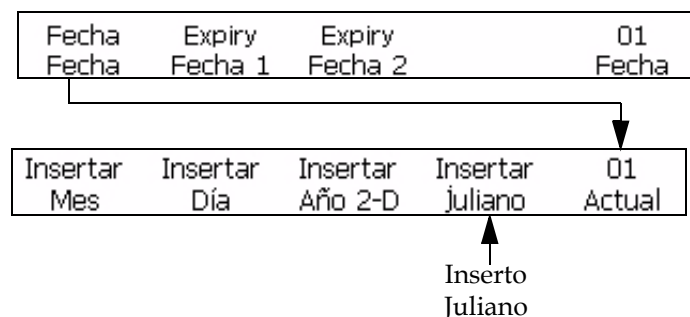 Fecha Expiry Expiry 01
Fecha Fecha 1 Fecha 2 Fecha
Insertar Insertar Insertar Insertar 01
Mes Día Año 2-D juliano Actual
Inserto
Juliano